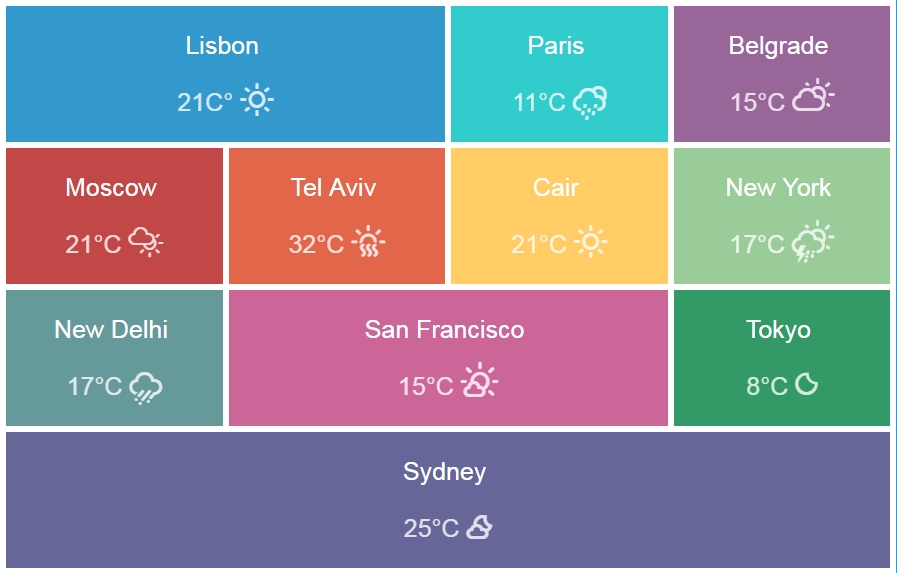 Lisbon
21C°
Paris
11°C
Belgrade
15°C
Moscow
21°C
Tel Aviv
32°C
Cair
21°C
New York
17°C
New Delhi
17°C
San Francisco
15°C
Tokyo
8°C
Sydney
25°C